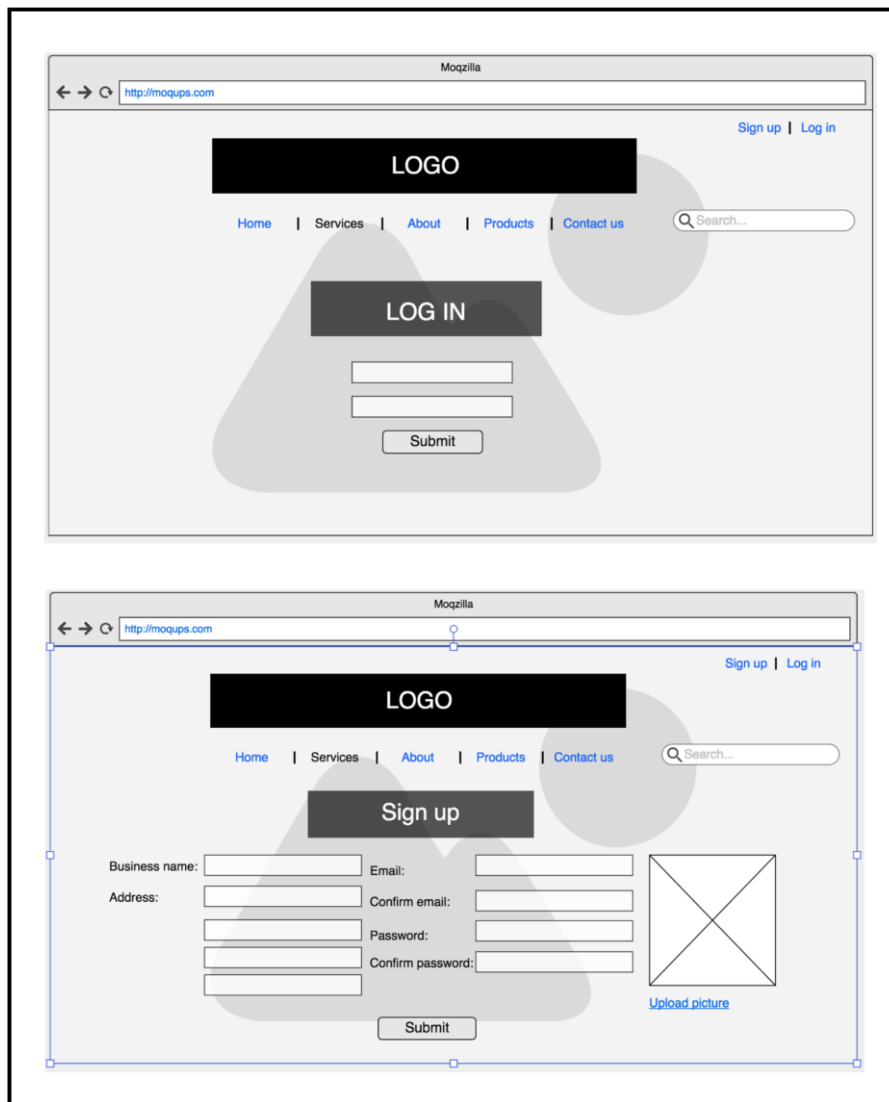 Moqzilla
http://moqups.com
Sign up | Log in
LOGO
Home | Services | About | Products | Contact us Search...
LOG IN
Submit
Moqzilla
http://moqups.com
Sign up | Log in
LOGO
Home | Services | About | Products | Contact us Search...
Sign up
Business name: Email:
Address: Confirm email:
Password:
Confirm password:
Upload picture
Submit